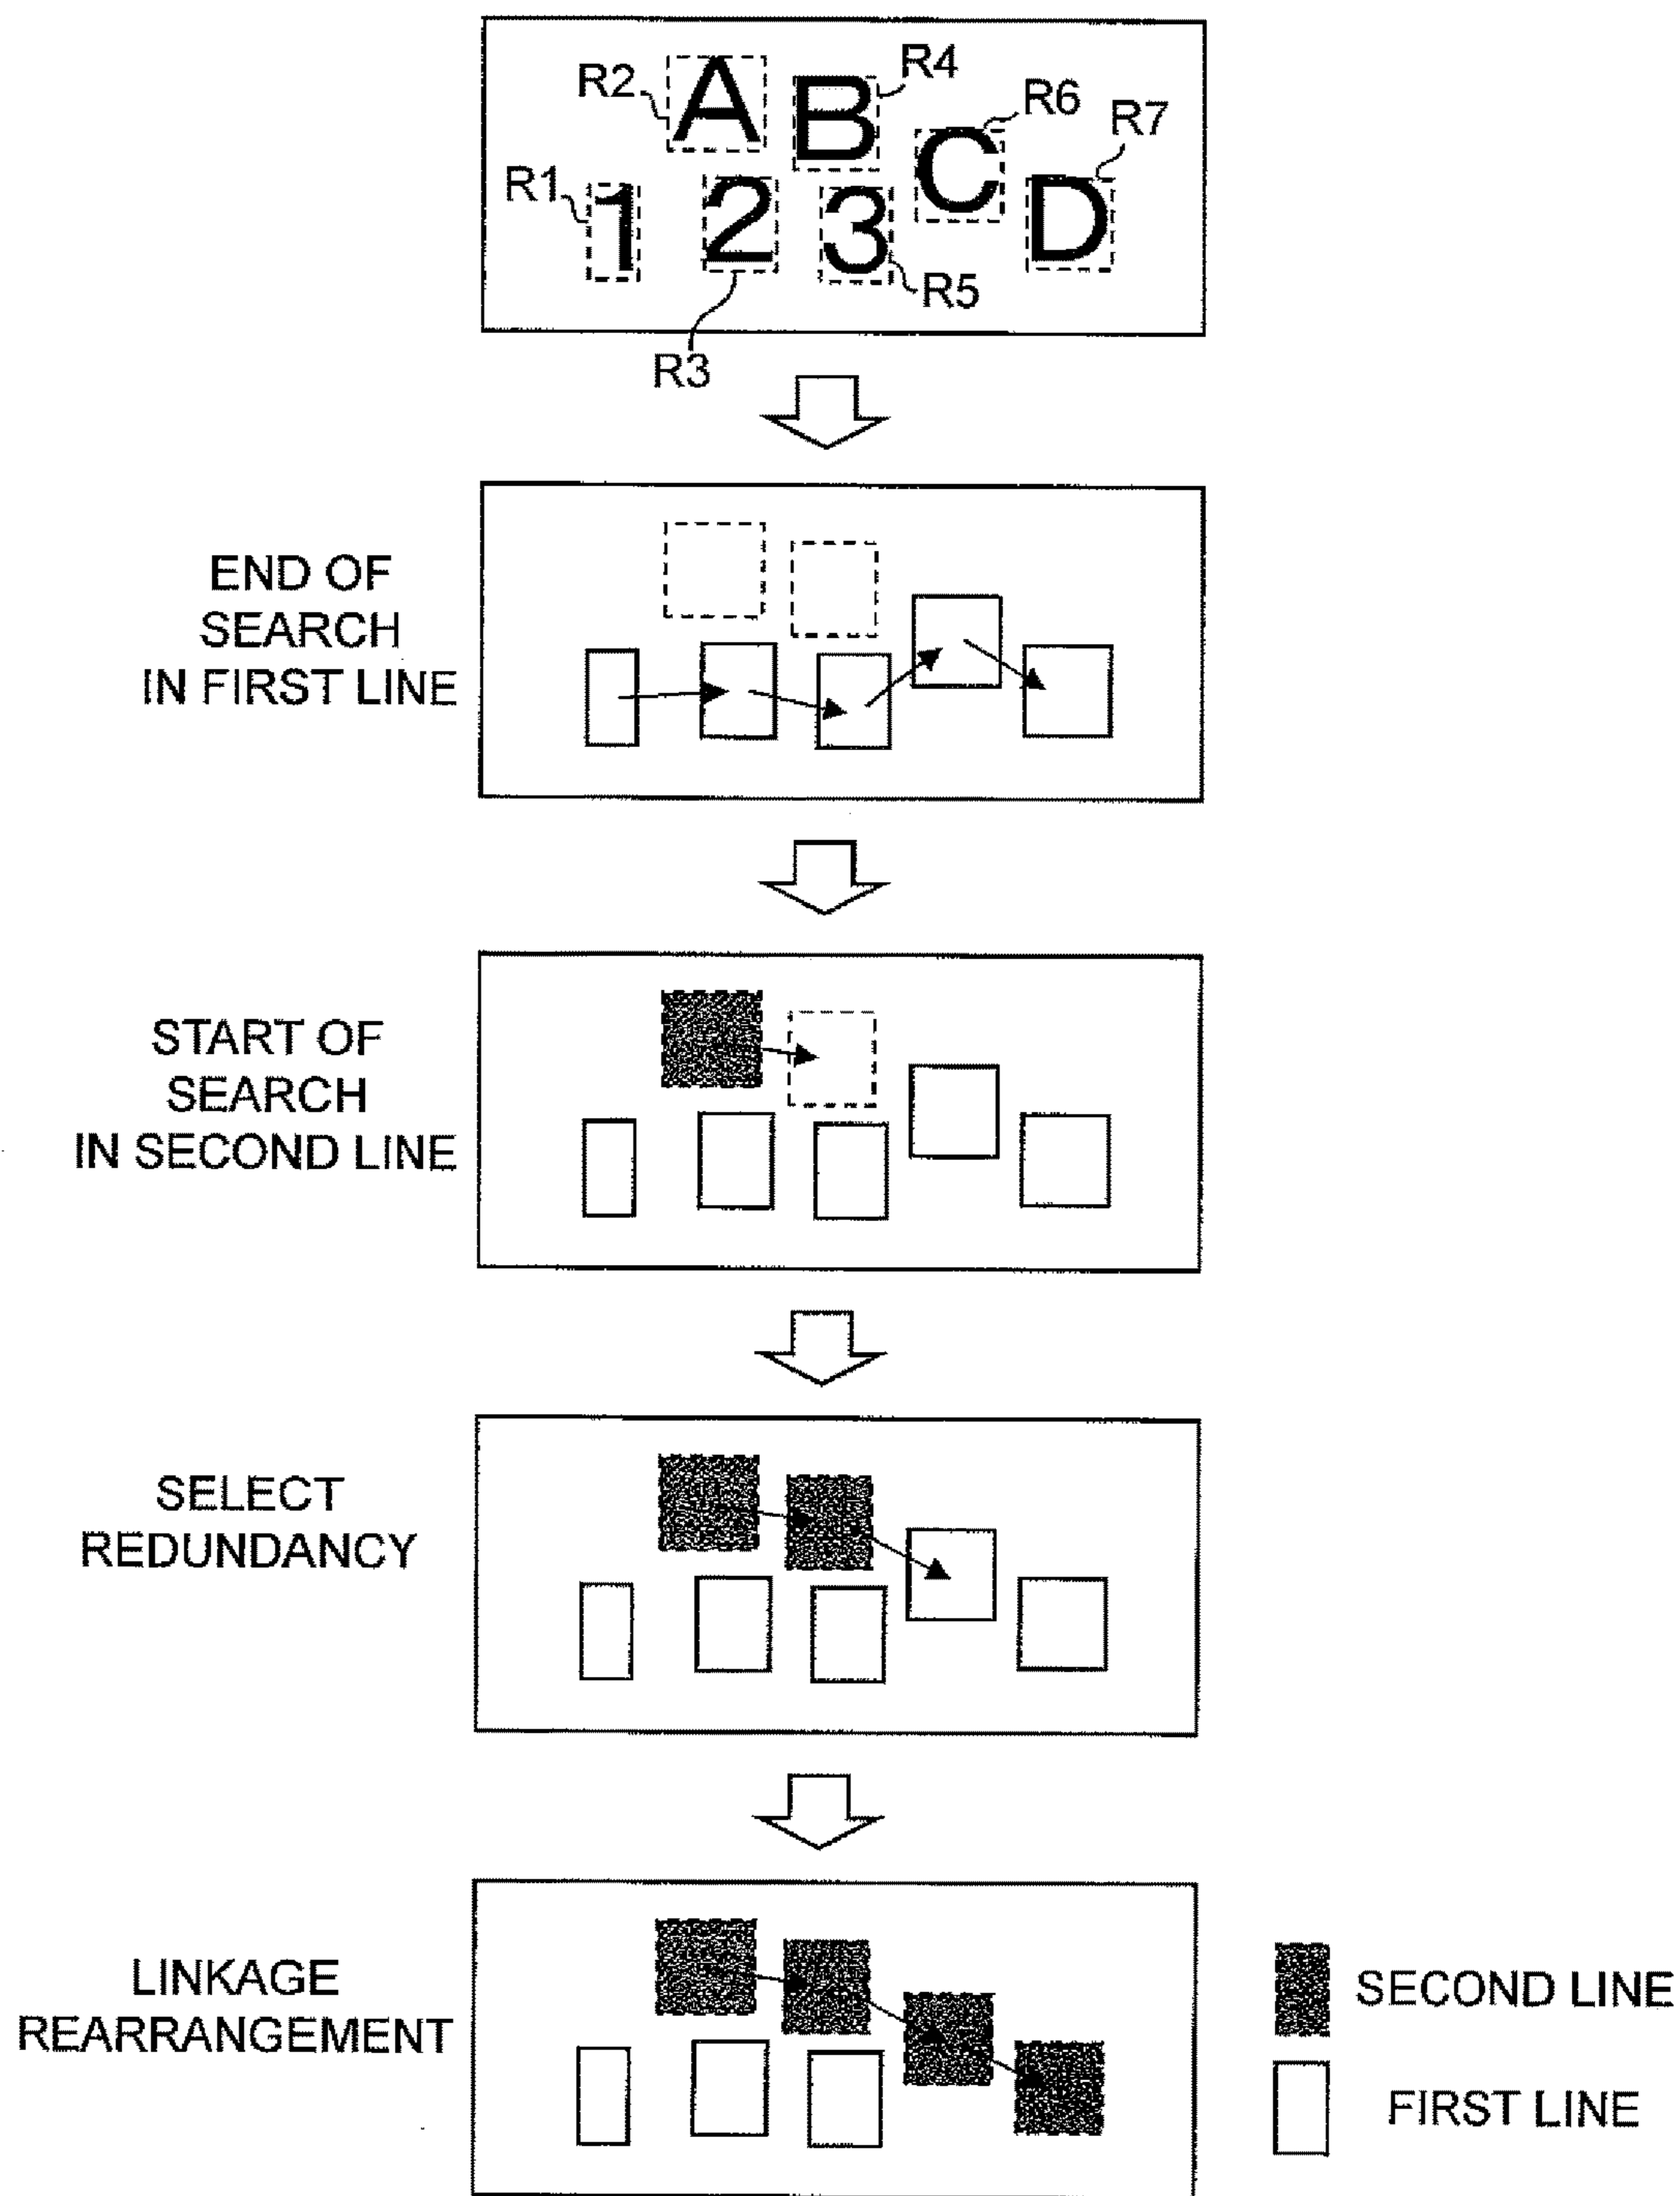 R2
A
B
R4
C
R6
R7
R1
1
2
3
D
R5
R3
END OF
SEARCH
IN FIRST LINE
START OF
SEARCH
IN SECOND LINE
SELECT
REDUNDANCY
LINKAGE
REARRANGEMENT
SECOND LINE
FIRST LINE